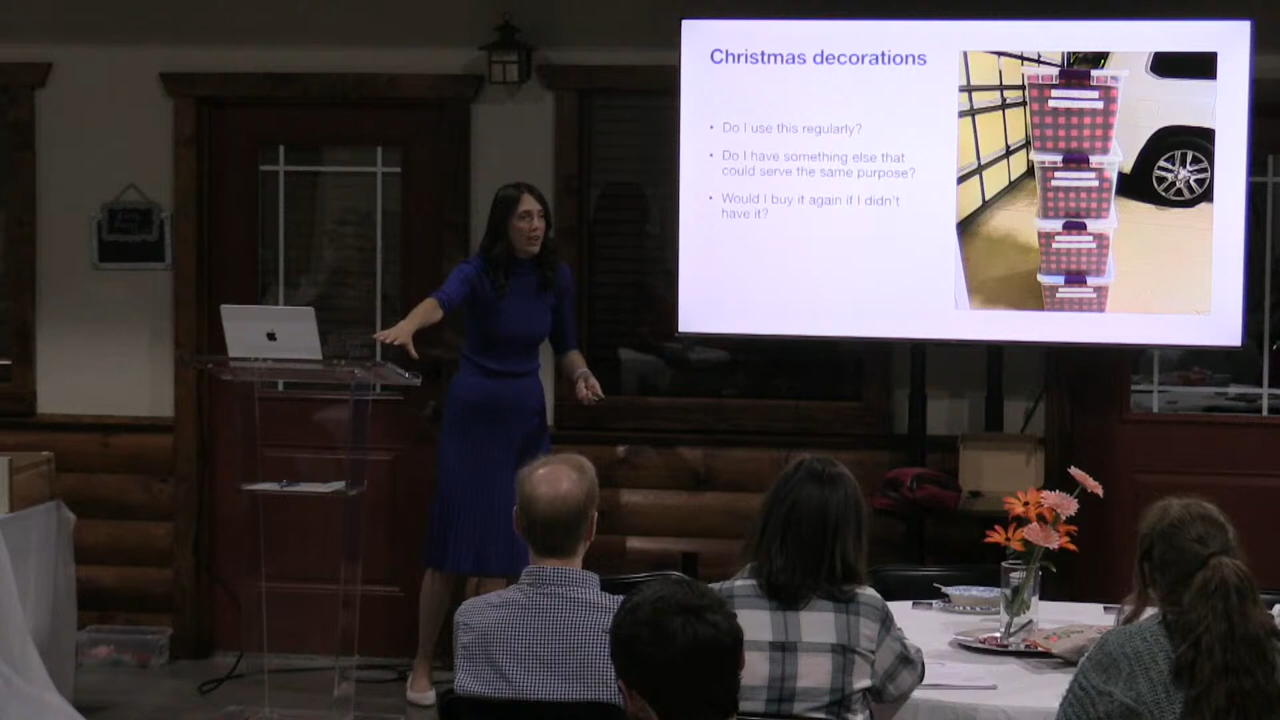 Christmas decorations
• Do I use this regularly?
• Do I have something else that
could serve the same purpose?
• Would I buy it again if I didn't
have it?